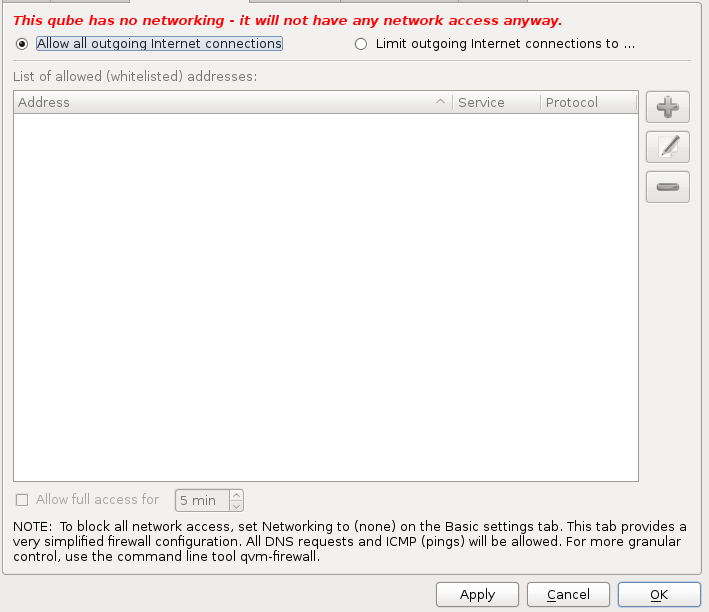 This qube has no networking - it will not have any network access anyway.
Allow all outgoing Internet connections Limit outgoing Internet connections to ...
List of allowed (whitelisted) addresses:
Address Service Protocol
Allow full access for 5 min
NOTE: To block all network access, set Networking to (none) on the Basic settings tab. This tab provides a
very simplified firewall configuration. All DNS requests and ICMP (pings) will be allowed. For more granular
control, use the command line tool qvm-firewall.
Apply Cancel OK